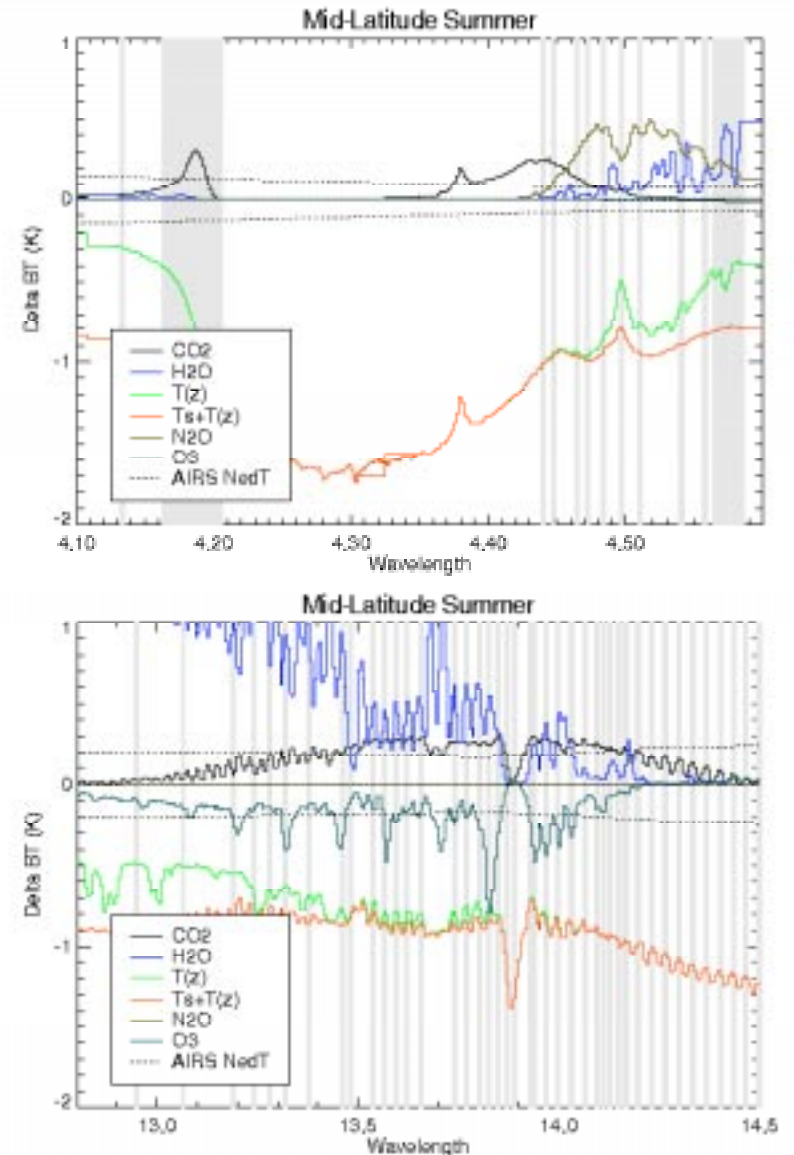 Mid-Latitude Summer
1
0
-1
-2
Delta BT (K)
CO2
H2O
T(z)
Ts+T(z)
N2O
O3
AIRS NedT
4.10
4.20
4.30
4.40
4.50
Wavelength
Mid-Latitude Summer
1
0
-1
-2
Delta BT (K)
CO2
H2O
T(z)
Ts+T(z)
N2O
O3
AIRS NedT
13.0
13.5
14.0
14.5
Wavelength